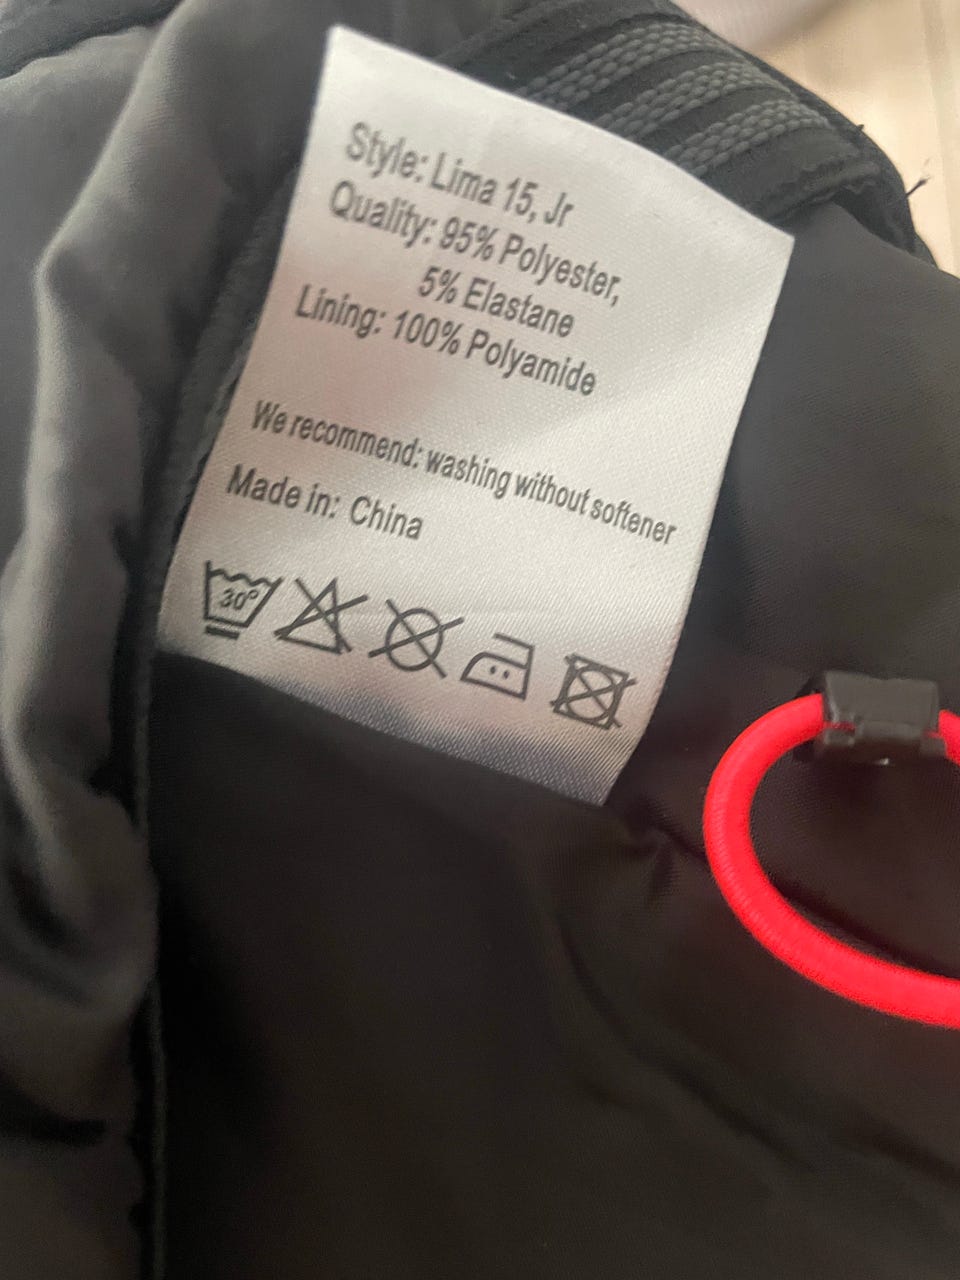 Style: Lima 15, Jr
Quality: 95% Polyester,
5% Elastane
Lining: 100% Polyamide
We recommend: washing without softener
Made in: China
30°